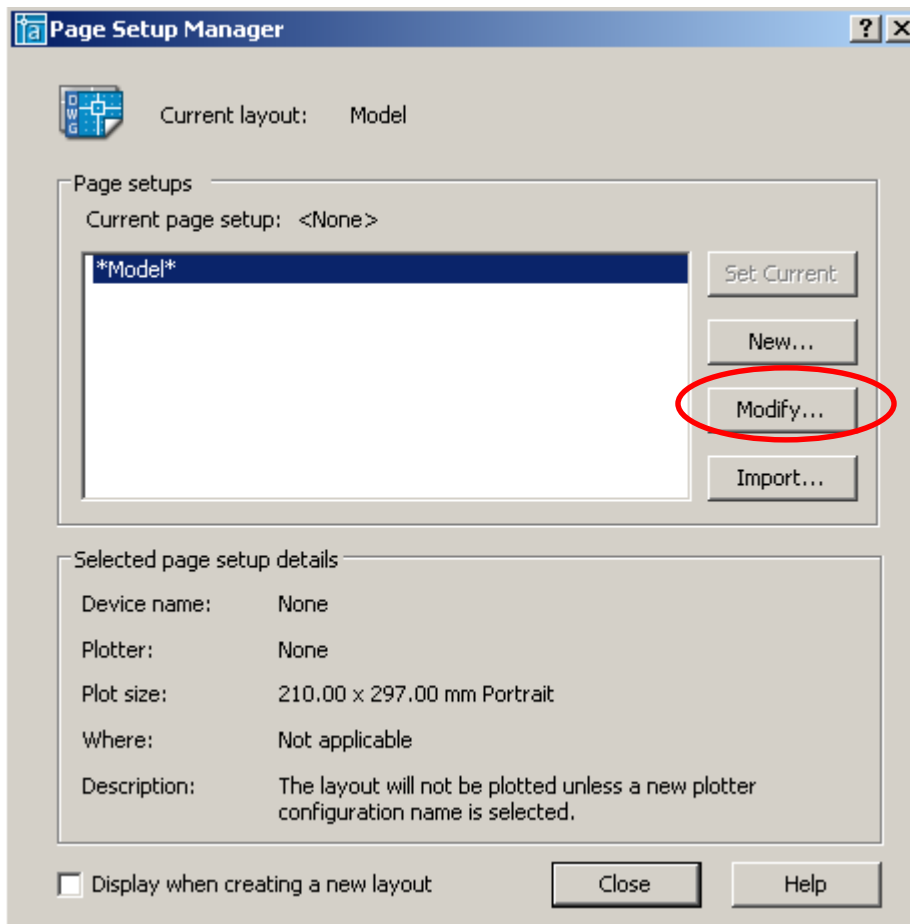 Page Setup Manager
DWG
Current layout: Model
Page setups
Current page setup: <None>
*Model*
Set Current
New...
Modify...
Import...
Selected page setup details
Device name: None
Plotter: None
Plot size: 210.00 x 297.00 mm Portrait
Where: Not applicable
Description: The layout will not be plotted unless a new plotter
configuration name is selected.
Display when creating a new layout
Close
Help